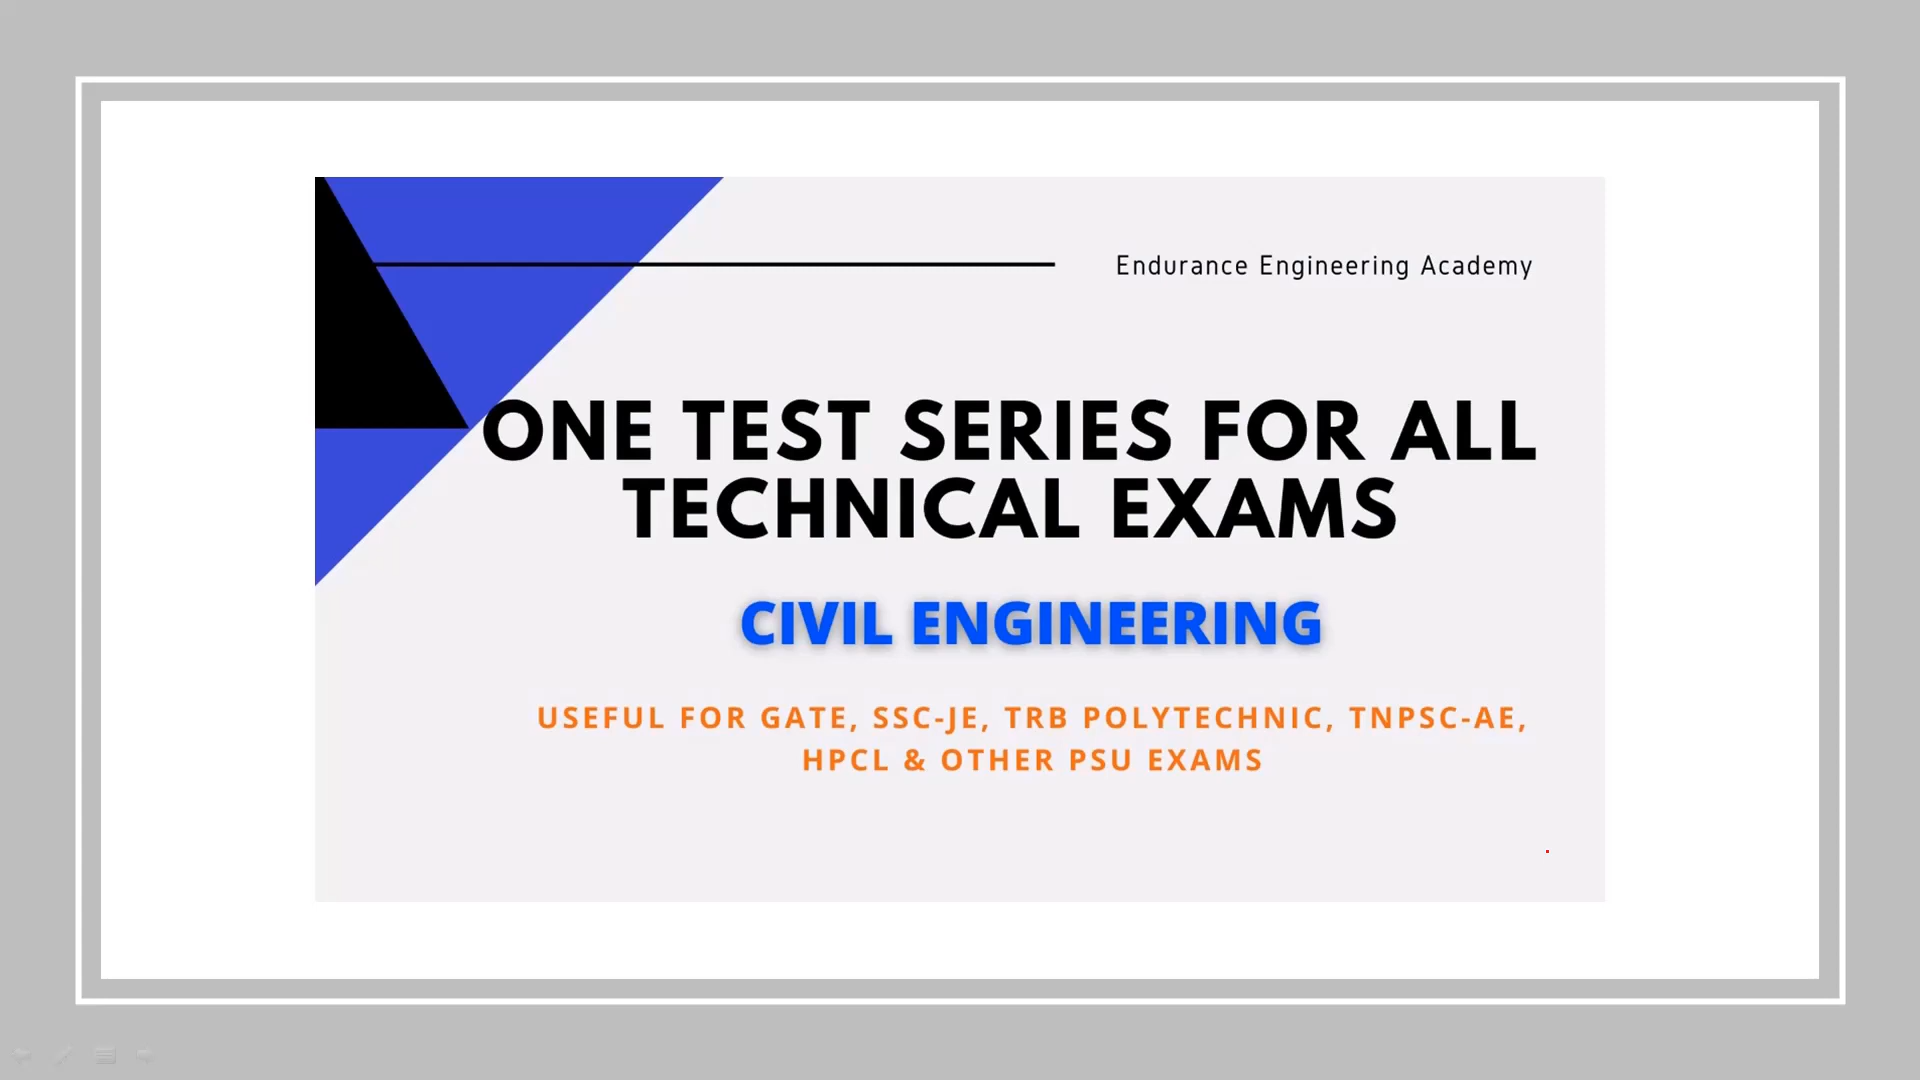 Endurance Engineering Academy
ONE TEST SERIES FOR ALL
TECHNICAL EXAMS
CIVIL ENGINEERING
USEFUL FOR GATE, SSC-JE, TRB POLYTECHNIC, TNPSC-AE,
HPCL & OTHER PSU EXAMS